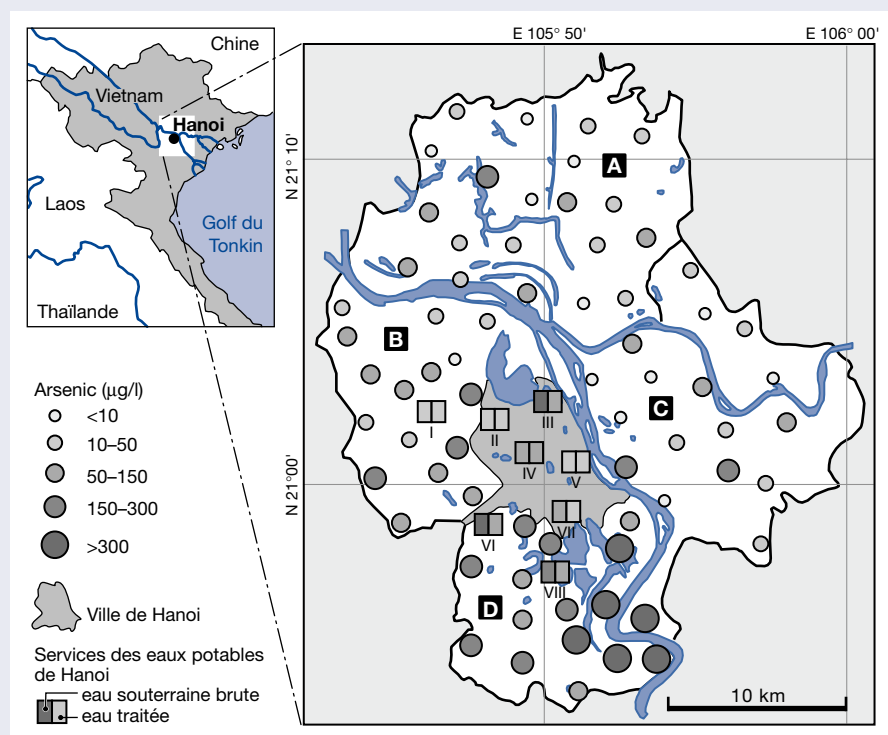 E 105°50'
E 106°00'
Chine
Vietnam
Hanoi
Laos
Golf du
Tonkin
Thaïlande
N 21°10'
N 21°00'
A
B
C
D
I
II
III
IV
V
VI
VII
VIII
10 km
Arsenic (µg/l)
<10
10–50
50–150
150–300
>300
Ville de Hanoi
Services des eaux potables
de Hanoi
eau souterraine brute
eau traitée